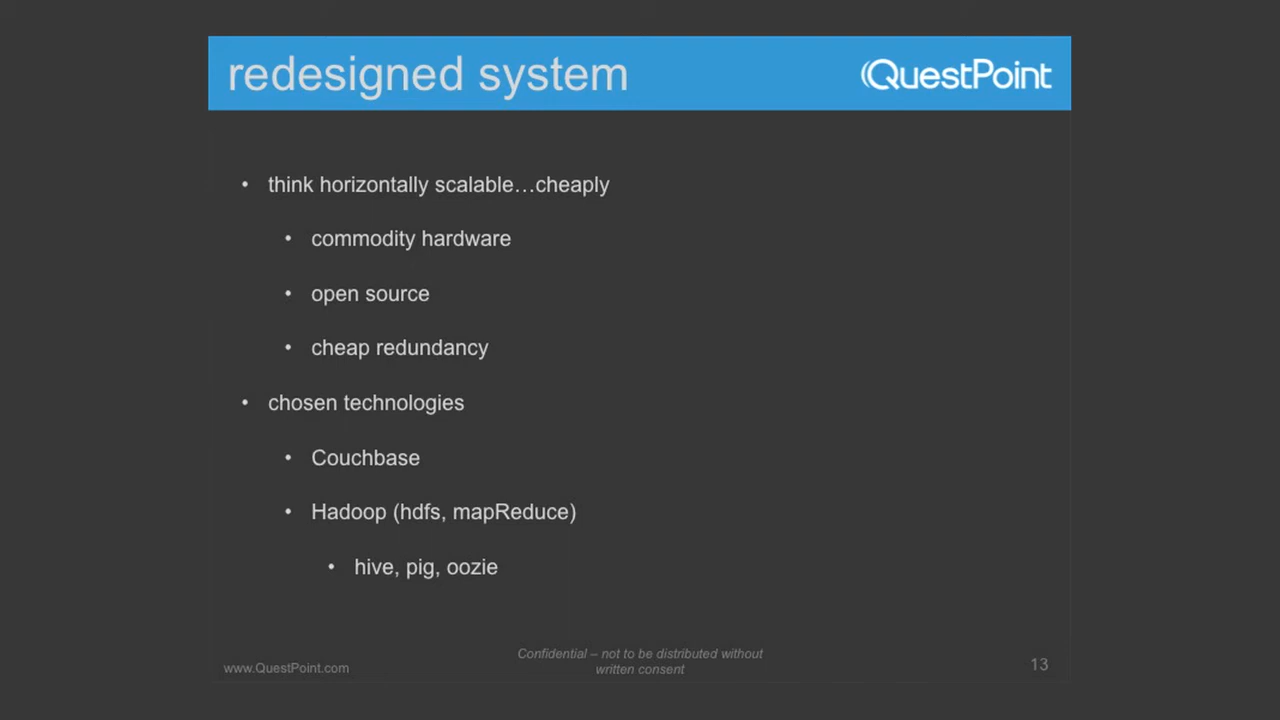 redesigned system
QuestPoint
• think horizontally scalable…cheaply
• commodity hardware
• open source
• cheap redundancy
• chosen technologies
• Couchbase
• Hadoop (hdfs, mapReduce)
• hive, pig, oozie
www.QuestPoint.com
Confidential – not to be distributed without
written consent
13